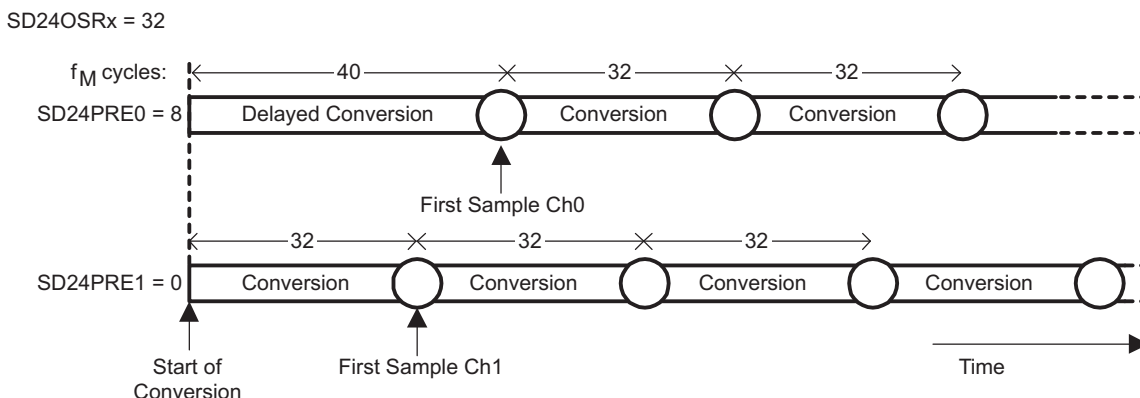 SD24OSRx = 32
f_M cycles: 40 32 32
SD24PRE0 = 8 Delayed Conversion Conversion Conversion
First Sample Ch0
32 32 32
SD24PRE1 = 0 Conversion Conversion Conversion Conversion
Start of
Conversion
First Sample Ch1
Time